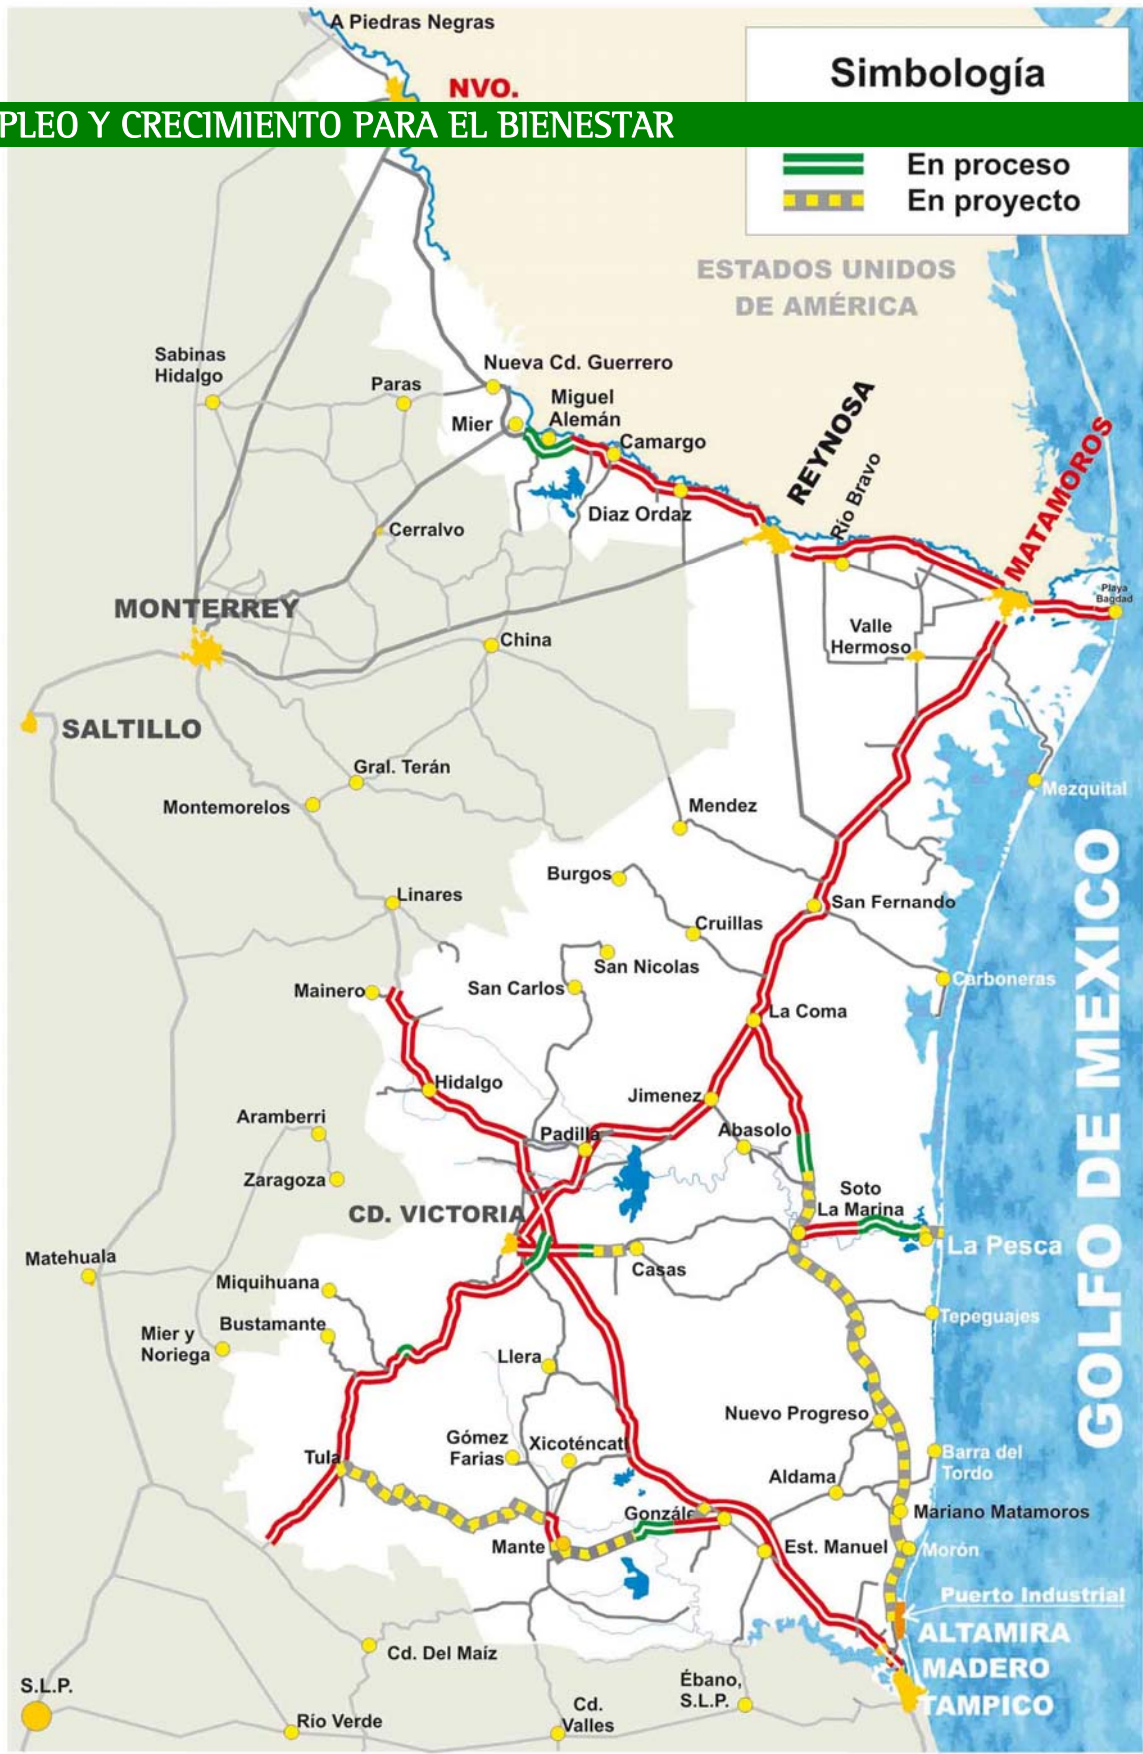 A Piedras Negras
NVO.
Simbología
PLEO Y CRECIMIENTO PARA EL BIENESTAR
En proceso
En proyecto
ESTADOS UNIDOS
DE AMÉRICA
Sabinas
Hidalgo
Paras
Nueva Cd. Guerrero
Miguel
Alemán
Mier
Camargo
REYNOSA
Río Bravo
MATAMOROS
Diaz Ordaz
Cerralvo
Playa
Bagdad
MONTERREY
China
Valle
Hermoso
SALTILLO
Gral. Terán
Montemorelos
Mezquital
Mendez
Burgos
Linares
San Fernando
Cruillas
San Nicolas
San Carlos
Mainero
Carboneras
La Coma
GOLFO DE MEXICO
Hidalgo
Jimenez
Aramberri
Padilla
Abasolo
Zaragoza
Soto
La Marina
CD. VICTORIA
La Pesca
Matehuala
Casas
Miquihuana
Bustamante
Tepeguajes
Mier y
Noriega
Llera
Nuevo Progreso
Gómez
Farias
Xicoténcatl
Tula
Barra del
Tordo
Aldama
Gonzále
Mariano Matamoros
Mante
Est. Manuel
Morón
Puerto Industrial
ALTAMIRA
MADERO
TAMPICO
Cd. Del Maíz
S.L.P.
Ébano,
S.L.P.
Río Verde
Cd.
Valles